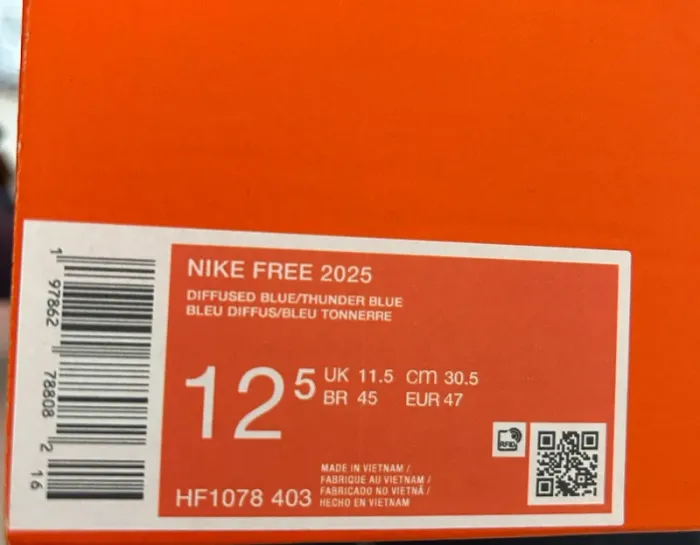 NIKE FREE 2025
DIFFUSED BLUE/THUNDER BLUE
BLEU DIFFUS/BLEU TONNERRE
12 5 UK 11.5 cm 30.5
BR 45 EUR 47
RFID
MADE IN VIETNAM /
FABRIQUE AU VIETNAM /
FABRICADO NO VIETNÃ /
HECHO EN VIETNAM
HF1078 403
1 97862 78808 2 16